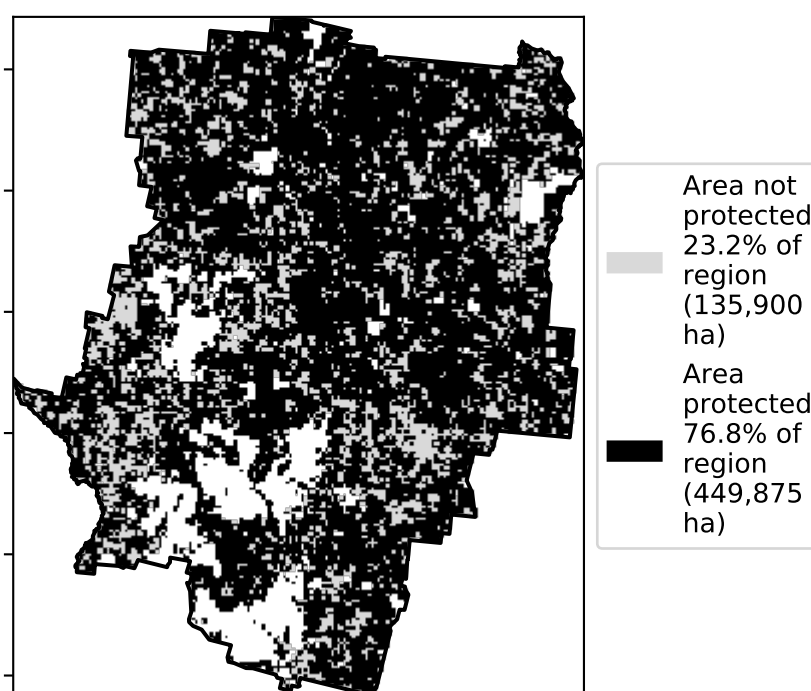 Area not
protected
23.2% of
region
(135,900
ha)
Area
protected
76.8% of
region
(449,875
ha)